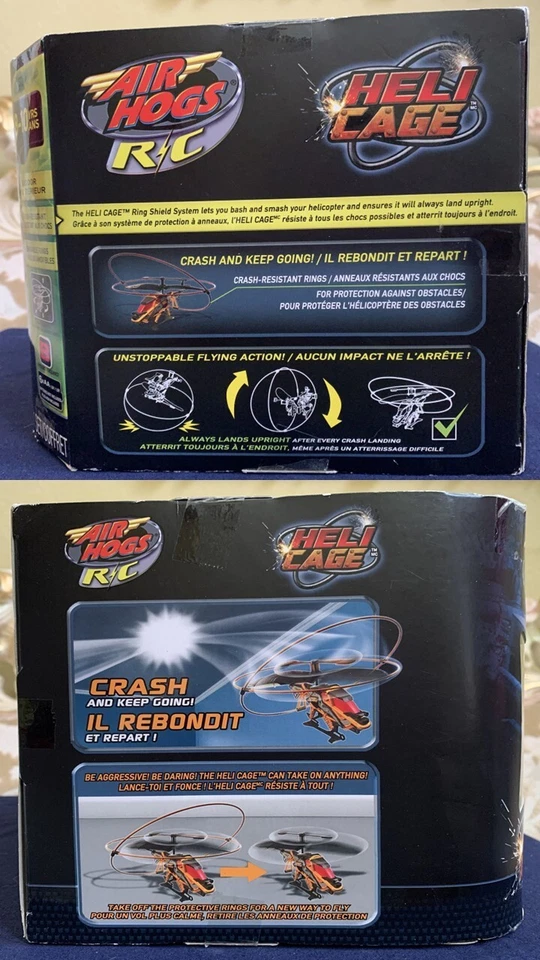 AIR
HOGS®
R/C
HELI
CAGE™
MC
YRS
ANS
The HELI CAGE™ Ring Shield System lets you bash and smash your helicopter and ensures it will always land upright.
Grâce à son système de protection à anneaux, l'HELI CAGEᴹᶜ résiste à tous les chocs possibles et atterrit toujours à l'endroit.
CRASH AND KEEP GOING! / IL REBONDIT ET REPART !
CRASH-RESISTANT RINGS / ANNEAUX RÉSISTANTS AUX CHOCS
FOR PROTECTION AGAINST OBSTACLES/
POUR PROTÉGER L'HÉLICOPTÈRE DES OBSTACLES
UNSTOPPABLE FLYING ACTION! / AUCUN IMPACT NE L'ARRÊTE !
ALWAYS LANDS UPRIGHT AFTER EVERY CRASH LANDING
ATTERRIT TOUJOURS À L'ENDROIT, MÊME APRÈS UN ATTERRISSAGE DIFFICILE
AIR
HOGS®
R/C
HELI
CAGE™
MC
CRASH
AND KEEP GOING!
IL REBONDIT
ET REPART !
BE AGGRESSIVE! BE DARING! THE HELI CAGE™ CAN TAKE ON ANYTHING!
LANCE-TOI ET FONCE ! L'HELI CAGEᴹᶜ RÉSISTE À TOUT !
TAKE OFF THE PROTECTIVE RINGS FOR A NEW WAY TO FLY
POUR UN VOL PLUS CALME, RETIRE LES ANNEAUX DE PROTECTION